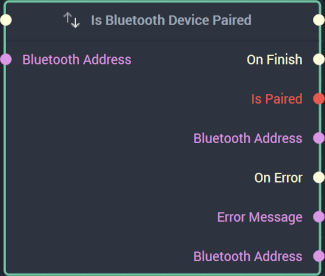 Is Bluetooth Device Paired
Bluetooth Address
On Finish
Is Paired
Bluetooth Address
On Error
Error Message
Bluetooth Address